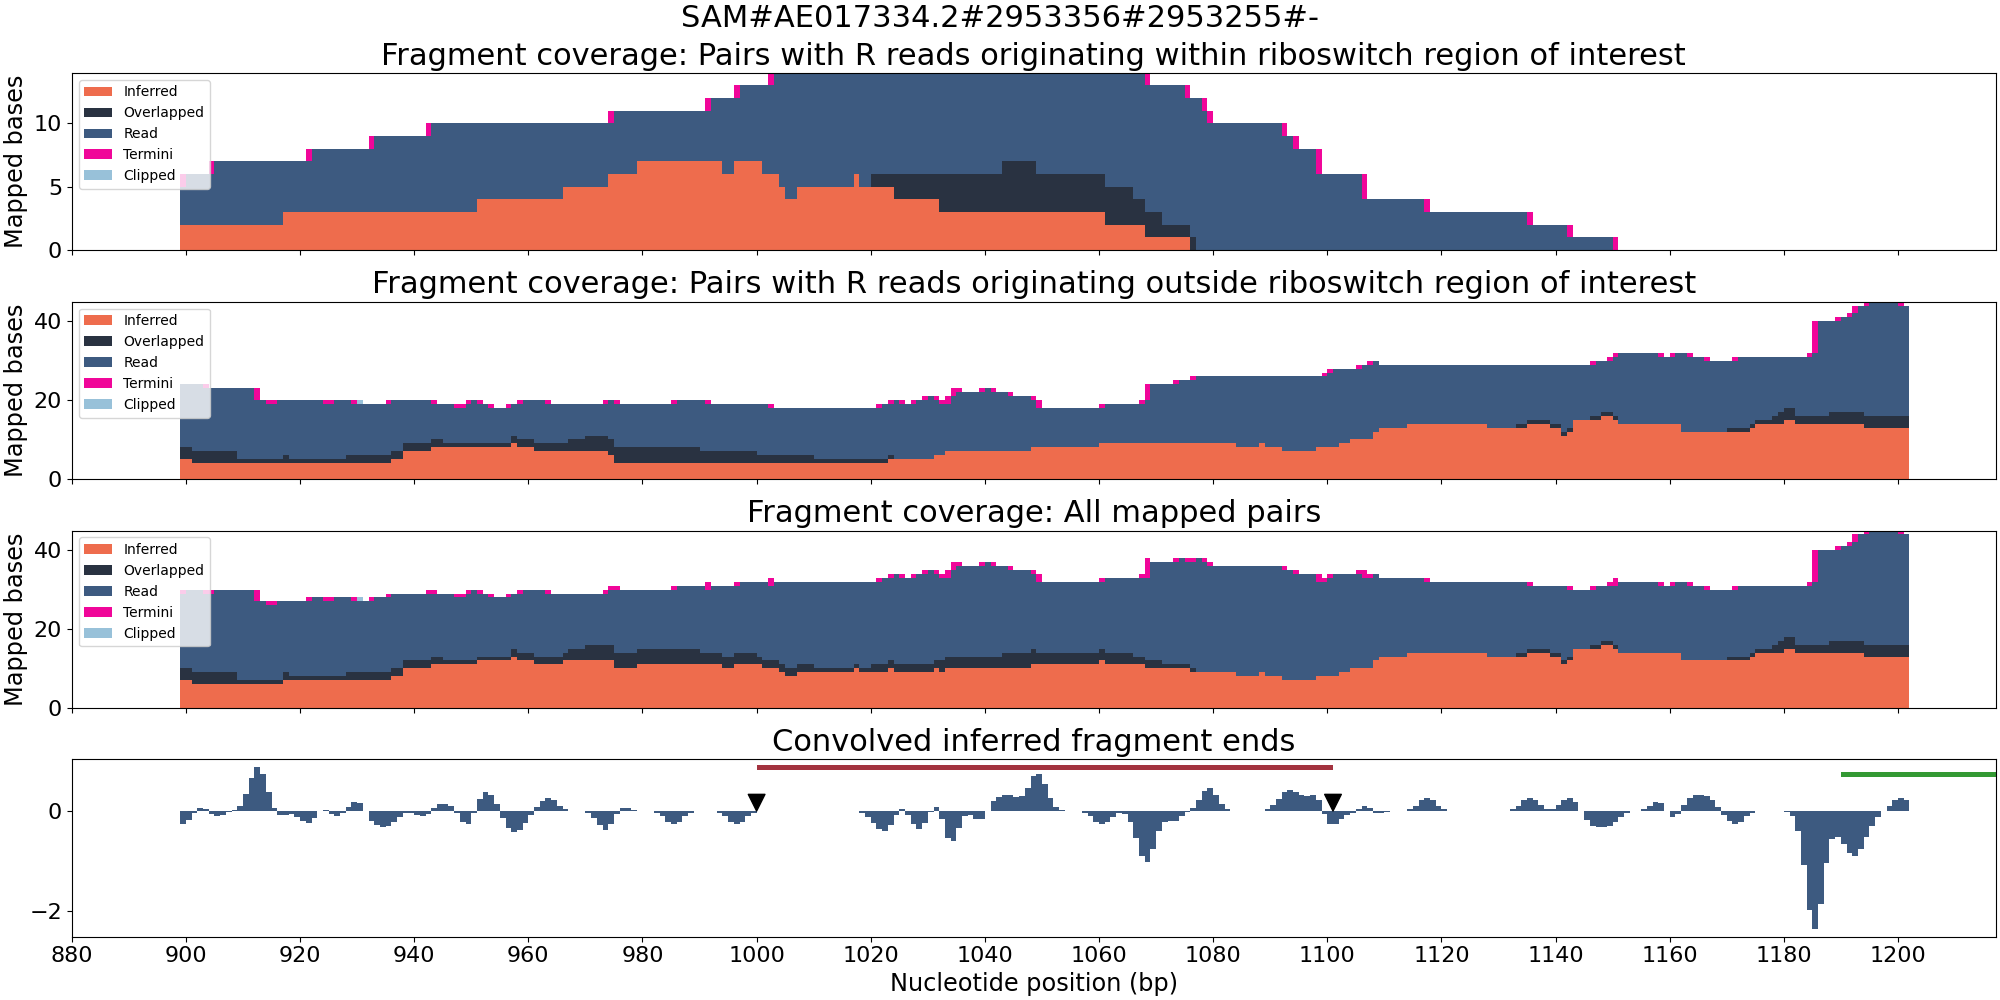 SAM#AE017334.2#2953356#2953255#-
Fragment coverage: Pairs with R reads originating within riboswitch region of interest
Mapped bases
10
5
0
Inferred
Overlapped
Read
Termini
Clipped
Fragment coverage: Pairs with R reads originating outside riboswitch region of interest
Mapped bases
40
20
0
Inferred
Overlapped
Read
Termini
Clipped
Fragment coverage: All mapped pairs
Mapped bases
40
20
0
Inferred
Overlapped
Read
Termini
Clipped
Convolved inferred fragment ends
0
−2
880 900 920 940 960 980 1000 1020 1040 1060 1080 1100 1120 1140 1160 1180 1200
Nucleotide position (bp)